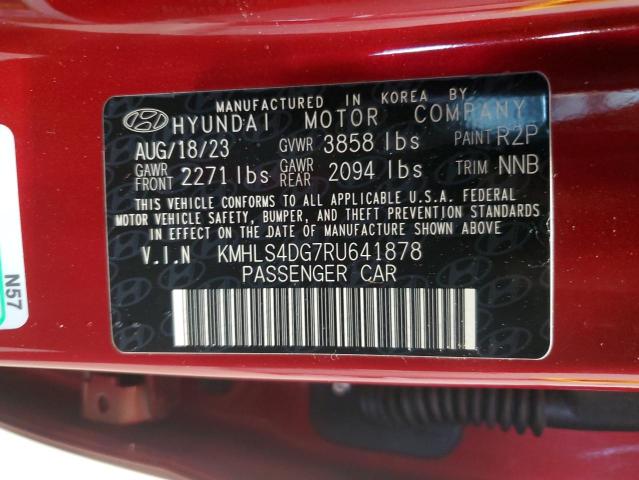 MANUFACTURED IN KOREA BY
HYUNDAI MOTOR COMPANY
AUG/18/23 GVWR 3858 lbs PAINT R2P
GAWR FRONT 2271 lbs GAWR REAR 2094 lbs TRIM NNB
THIS VEHICLE CONFORMS TO ALL APPLICABLE U.S.A. FEDERAL
MOTOR VEHICLE SAFETY, BUMPER, AND THEFT PREVENTION STANDARDS
IN EFFECT ON THE DATE OF MANUFACTURE SHOWN ABOVE.
V.I.N KMHLS4DG7RU641878
PASSENGER CAR
N57